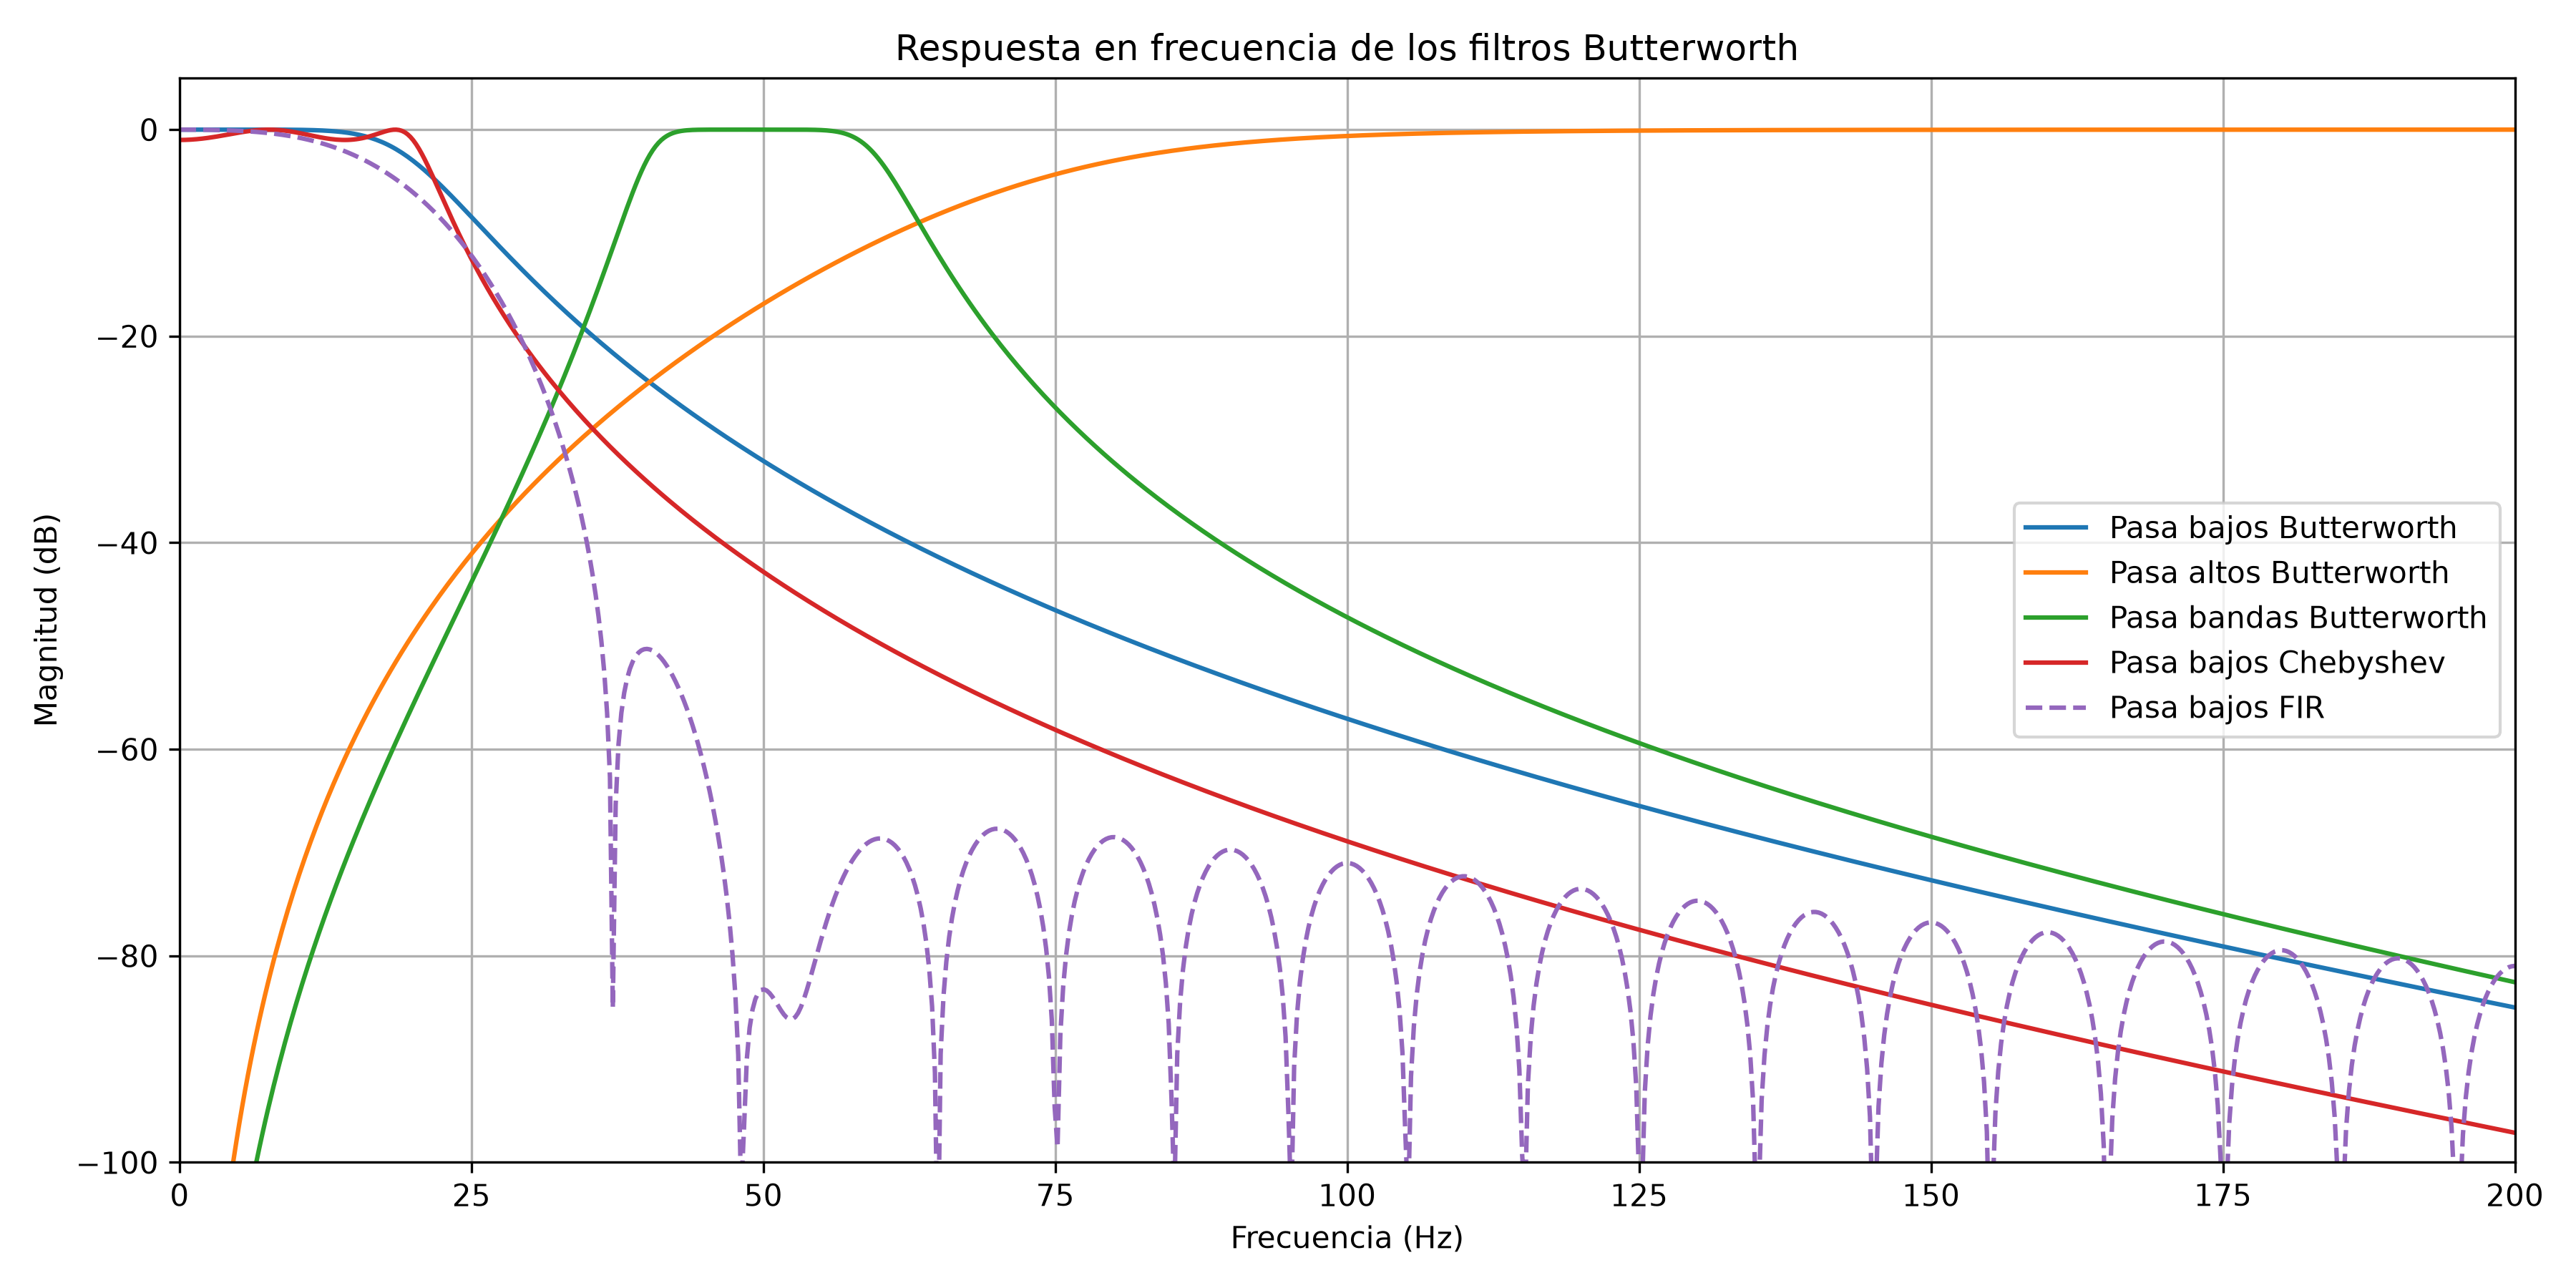 Respuesta en frecuencia de los filtros Butterworth
0
−20
−40
−60
−80
−100
Magnitud (dB)
Pasa bajos Butterworth
Pasa altos Butterworth
Pasa bandas Butterworth
Pasa bajos Chebyshev
Pasa bajos FIR
0 25 50 75 100 125 150 175 200
Frecuencia (Hz)